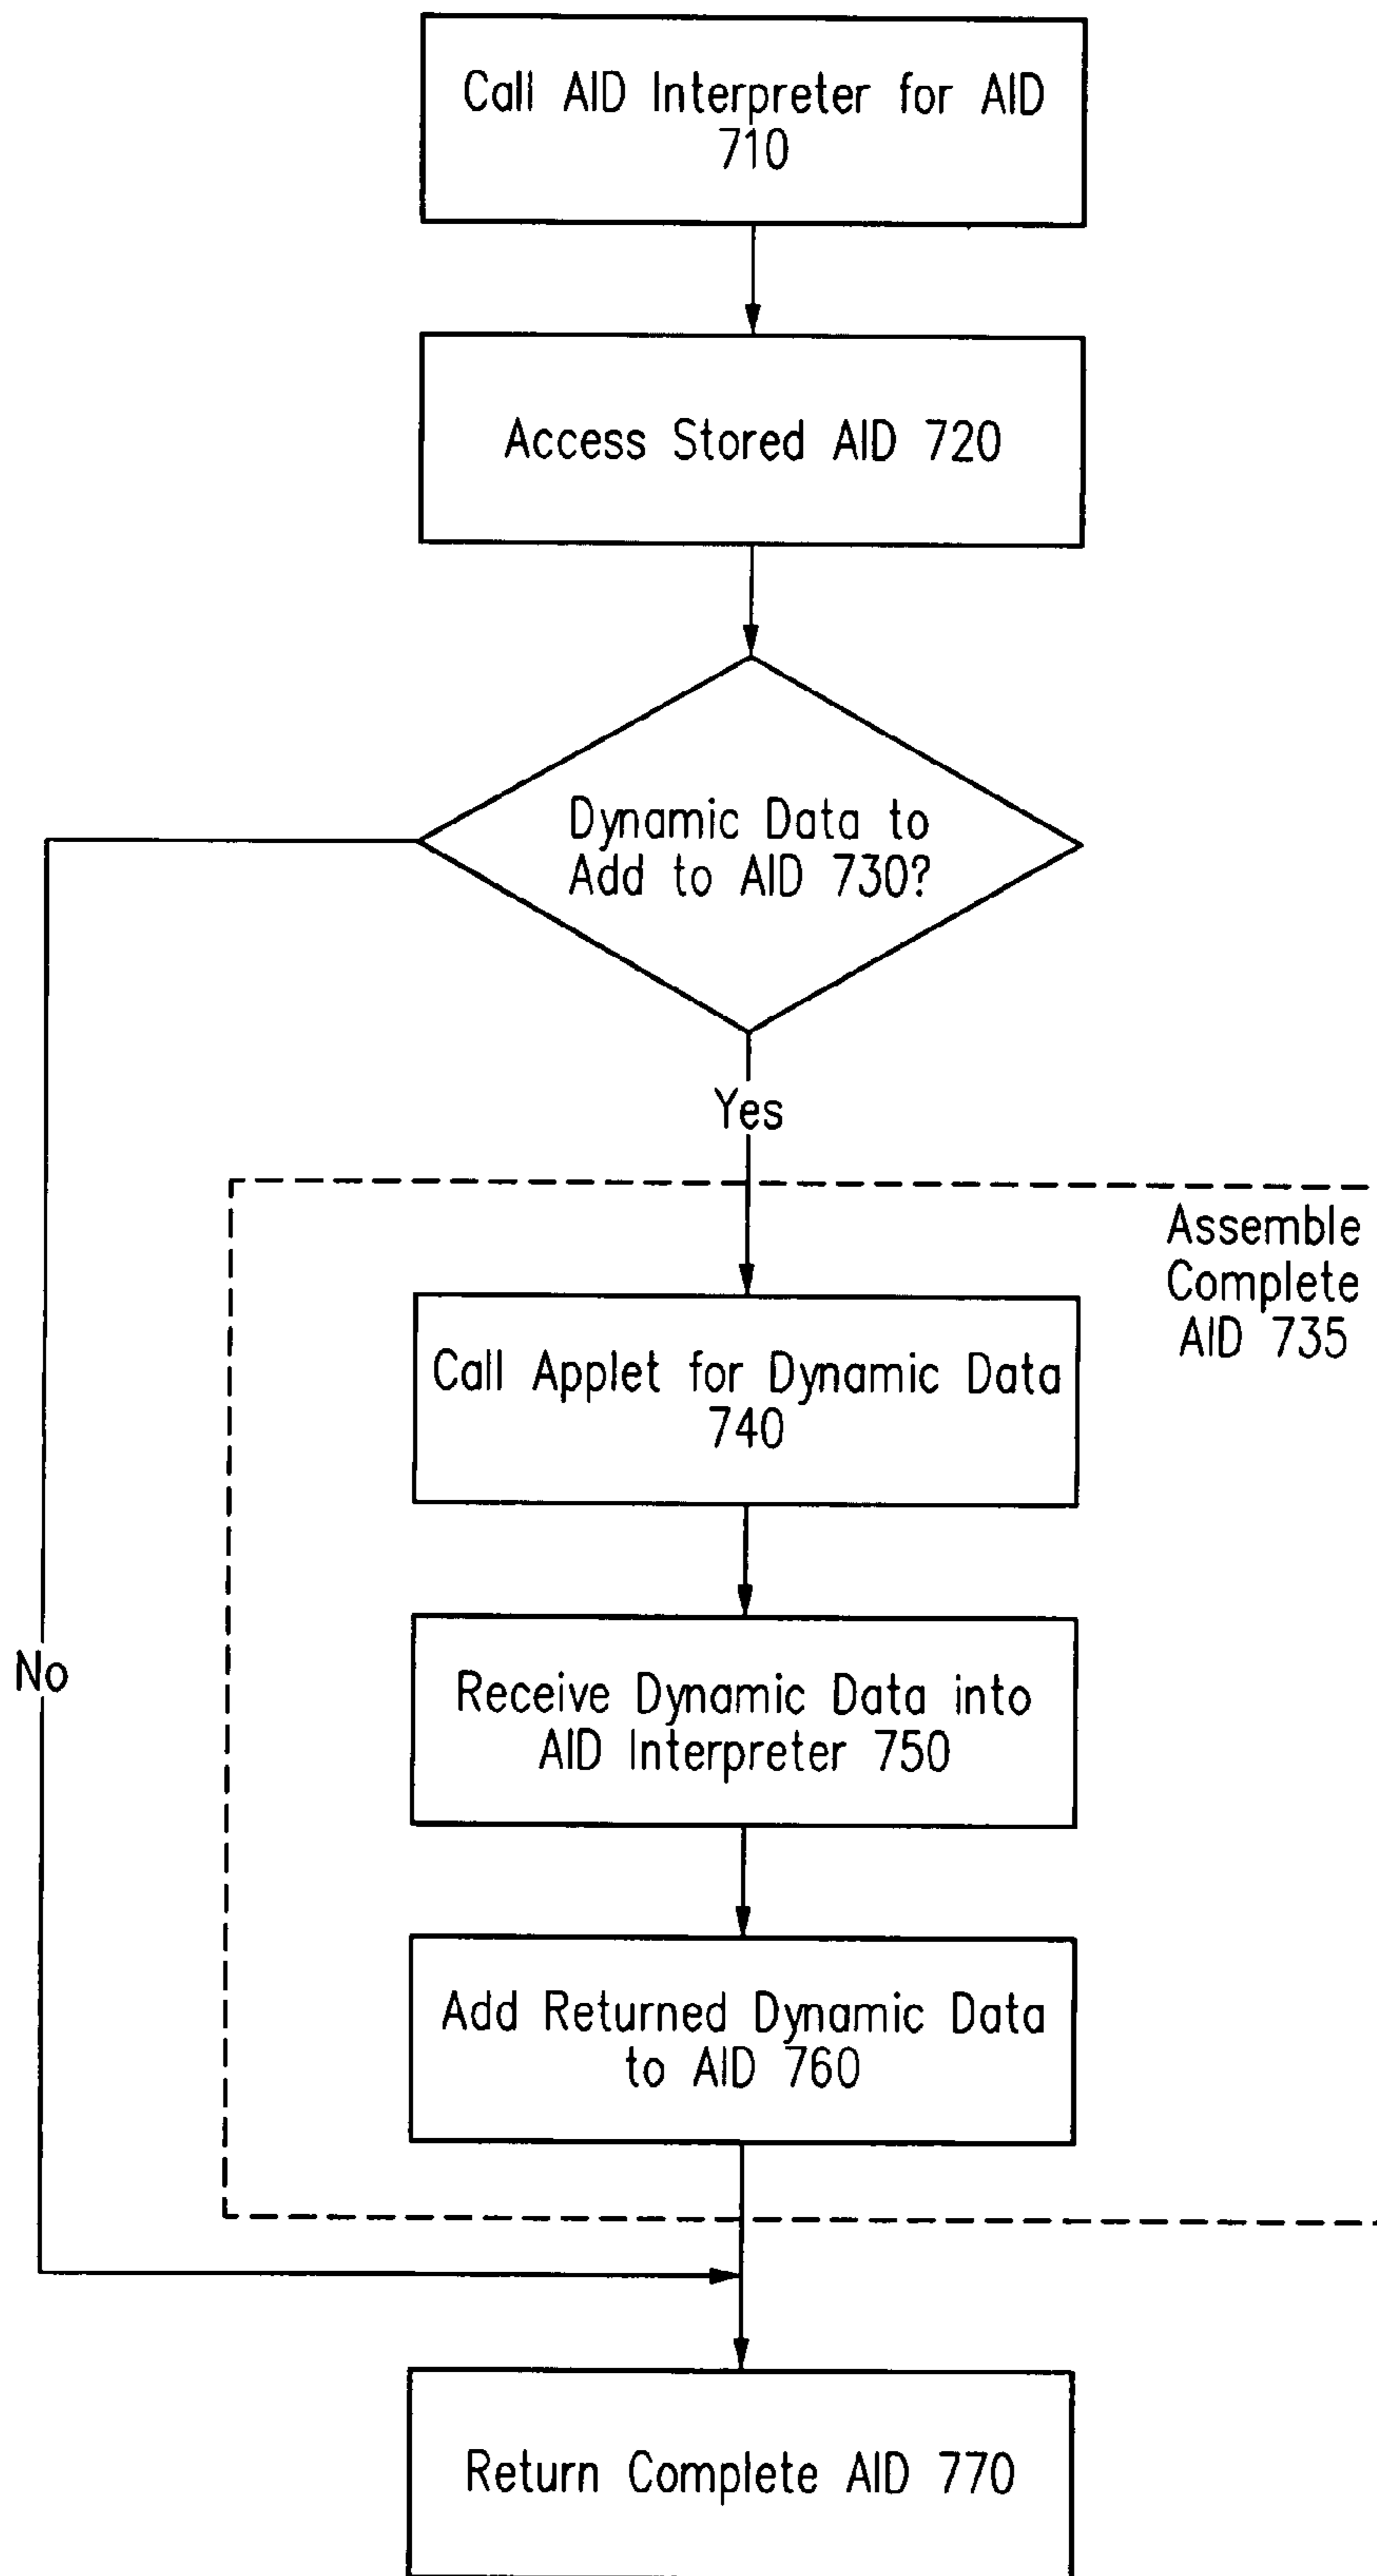 Call AID Interpreter for AID
710
Access Stored AID 720
Dynamic Data to
Add to AID 730?
Yes
Assemble
Complete
AID 735
Call Applet for Dynamic Data
740
No
Receive Dynamic Data into
AID Interpreter 750
Add Returned Dynamic Data
to AID 760
Return Complete AID 770